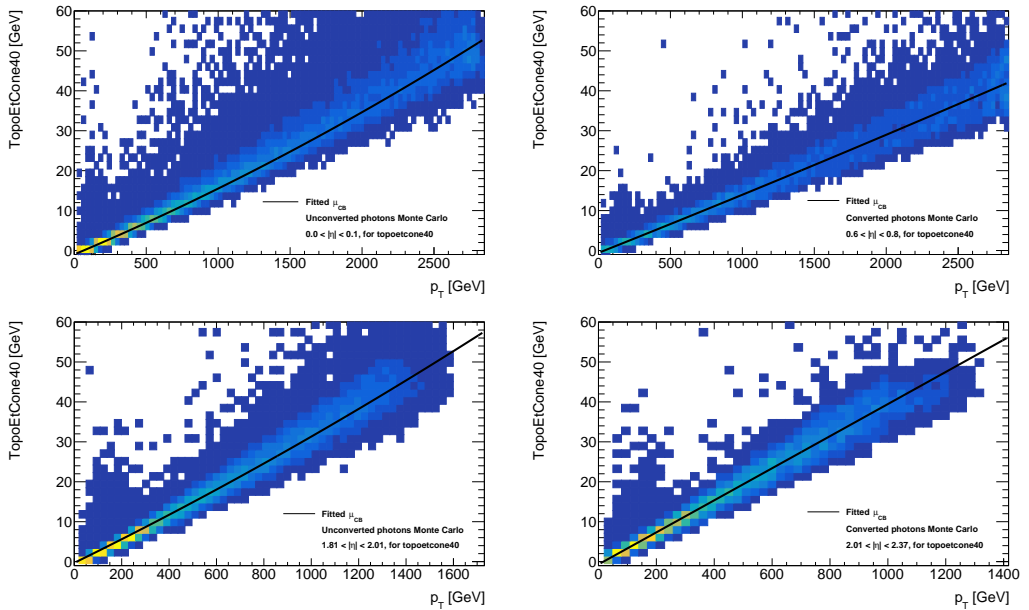 TopoEtCone40 [GeV]
60
50
40
30
20
10
0
Fitted μCB
Unconverted photons Monte Carlo
0.0 < |η| < 0.1, for topoetcone40
0 500 1000 1500 2000 2500
pT [GeV]
TopoEtCone40 [GeV]
60
50
40
30
20
10
0
Fitted μCB
Converted photons Monte Carlo
0.6 < |η| < 0.8, for topoetcone40
0 500 1000 1500 2000 2500
pT [GeV]
TopoEtCone40 [GeV]
60
50
40
30
20
10
0
Fitted μCB
Unconverted photons Monte Carlo
1.81 < |η| < 2.01, for topoetcone40
0 200 400 600 800 1000 1200 1400 1600
pT [GeV]
TopoEtCone40 [GeV]
60
50
40
30
20
10
0
Fitted μCB
Converted photons Monte Carlo
2.01 < |η| < 2.37, for topoetcone40
0 200 400 600 800 1000 1200 1400
pT [GeV]